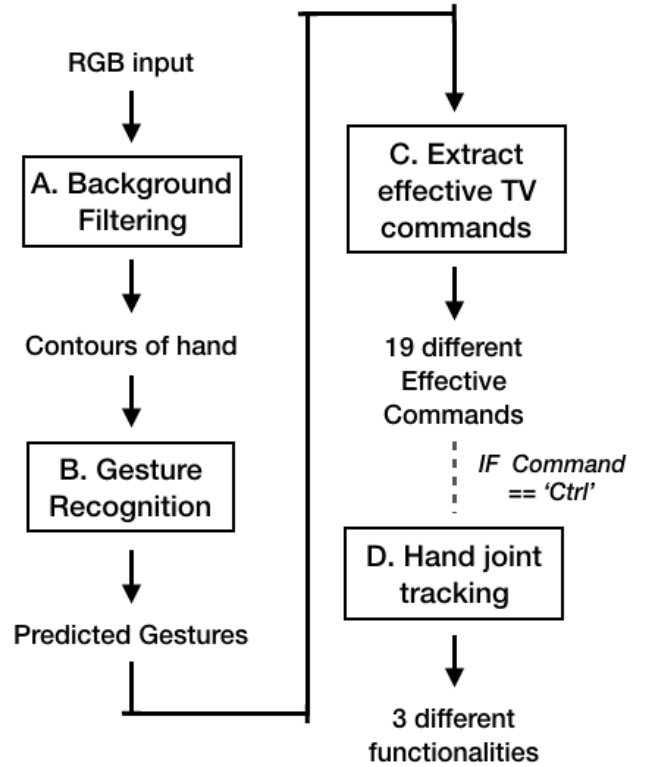 RGB input
A. Background
Filtering
Contours of hand
B. Gesture
Recognition
Predicted Gestures
C. Extract
effective TV
commands
19 different
Effective
Commands
IF Command
== ‘Ctrl’
D. Hand joint
tracking
3 different
functionalities